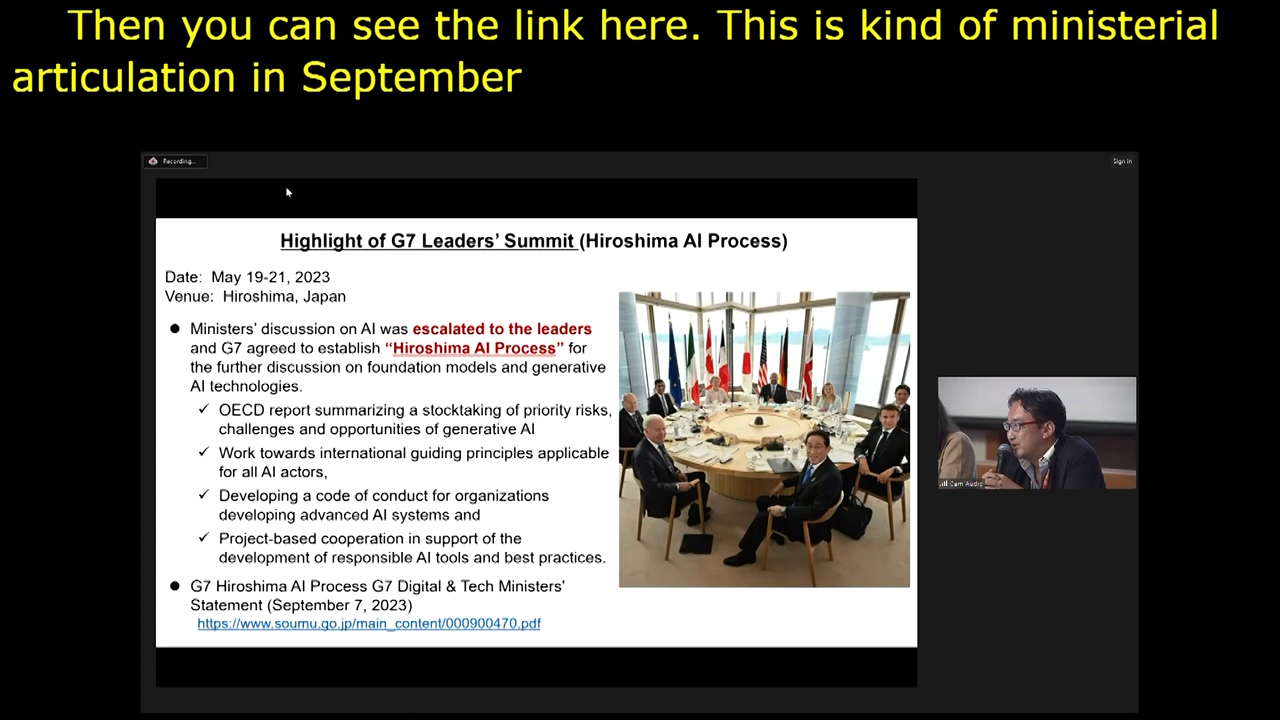 Then you can see the link here. This is kind of ministerial
articulation in September
Recording...
Sign in
Highlight of G7 Leaders' Summit (Hiroshima AI Process)
Date: May 19-21, 2023
Venue: Hiroshima, Japan
● Ministers' discussion on AI was escalated to the leaders
and G7 agreed to establish “Hiroshima AI Process” for
the further discussion on foundation models and generative
AI technologies.
✓ OECD report summarizing a stocktaking of priority risks,
challenges and opportunities of generative AI
✓ Work towards international guiding principles applicable
for all AI actors,
✓ Developing a code of conduct for organizations
developing advanced AI systems and
✓ Project-based cooperation in support of the
development of responsible AI tools and best practices.
● G7 Hiroshima AI Process G7 Digital & Tech Ministers'
Statement (September 7, 2023)
https://www.soumu.go.jp/main_content/000900470.pdf
Cam Audio